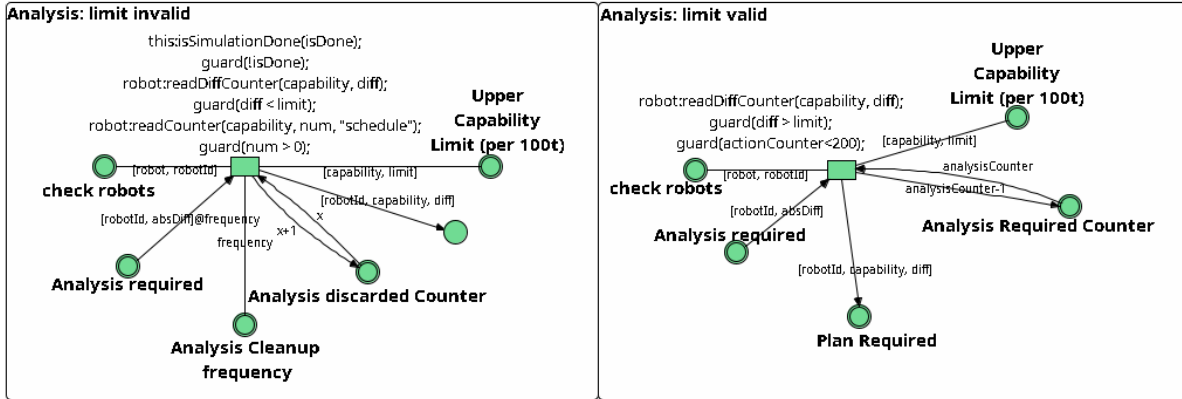 Analysis: limit invalid
this:isSimulationDone(isDone);
guard(!isDone);
robot:readDiffCounter(capability, diff);
guard(diff < limit);
robot:readCounter(capability, num, "schedule");
guard(num > 0);
Upper
Capability
Limit (per 100t)
[robot, robotId]
[capability, limit]
check robots
[robotId, capability, diff]
[robotId, absDiff]@frequency
x
x+1
frequency
Analysis required
Analysis discarded Counter
Analysis Cleanup
frequency
Analysis: limit valid
Upper
Capability
Limit (per 100t)
robot:readDiffCounter(capability, diff);
guard(diff > limit);
guard(actionCounter<200);
[capability, limit]
analysisCounter
[robot, robotId]
check robots
analysisCounter-1
[robotId, absDiff]
Analysis Required Counter
Analysis required
[robotId, capability, diff]
Plan Required